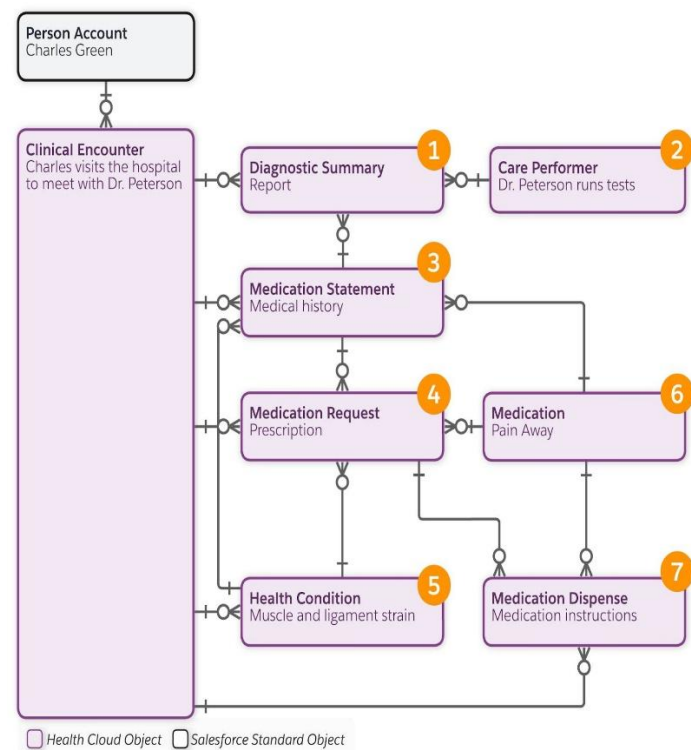 Person Account
Charles Green
Clinical Encounter
Charles visits the hospital
to meet with Dr. Peterson
1
Diagnostic Summary
Report
2
Care Performer
Dr. Peterson runs tests
3
Medication Statement
Medical history
4
Medication Request
Prescription
6
Medication
Pain Away
5
Health Condition
Muscle and ligament strain
7
Medication Dispense
Medication instructions
Health Cloud Object
Salesforce Standard Object